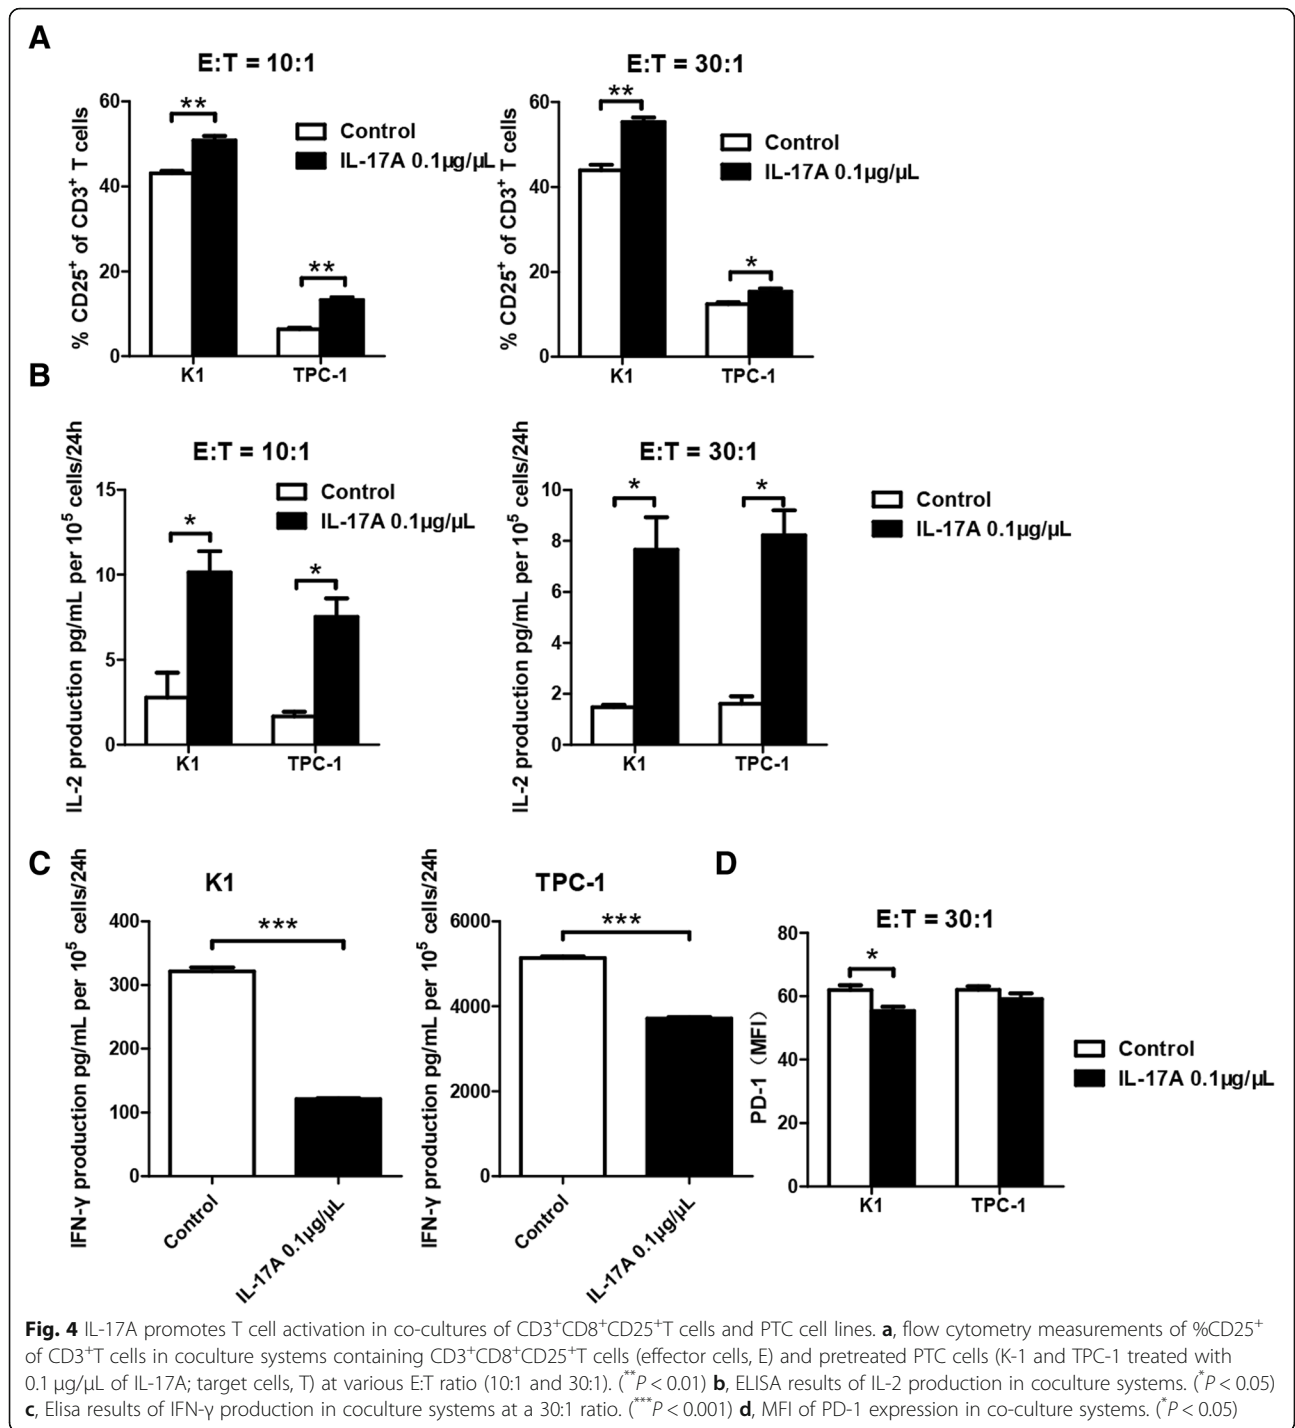 A
E:T = 10:1
% CD25⁺ of CD3⁺ T cells
60
40
20
0
**
**
K1
TPC-1
Control
IL-17A 0.1µg/µL
E:T = 30:1
% CD25⁺ of CD3⁺ T cells
60
40
20
0
**
*
K1
TPC-1
Control
IL-17A 0.1µg/µL
B
E:T = 10:1
IL-2 production pg/mL per 10⁵ cells/24h
15
10
5
0
*
*
K1
TPC-1
Control
IL-17A 0.1µg/µL
E:T = 30:1
IL-2 production pg/mL per 10⁵ cells/24h
10
8
6
4
2
0
*
*
K1
TPC-1
Control
IL-17A 0.1µg/µL
C
K1
IFN-γ production pg/mL per 10⁵ cells/24h
400
300
200
100
0
***
Control
IL-17A 0.1µg/µL
TPC-1
IFN-γ production pg/mL per 10⁵ cells/24h
6000
4000
2000
0
***
Control
IL-17A 0.1µg/µL
D
E:T = 30:1
PD-1（MFI）
80
60
40
20
0
*
K1
TPC-1
Control
IL-17A 0.1µg/µL
Fig. 4 IL-17A promotes T cell activation in co-cultures of CD3⁺CD8⁺CD25⁺T cells and PTC cell lines. a, flow cytometry measurements of %CD25⁺
of CD3⁺T cells in coculture systems containing CD3⁺CD8⁺CD25⁺T cells (effector cells, E) and pretreated PTC cells (K-1 and TPC-1 treated with
0.1 µg/µL of IL-17A; target cells, T) at various E:T ratio (10:1 and 30:1). (**P < 0.01) b, ELISA results of IL-2 production in coculture systems. (*P < 0.05)
c, Elisa results of IFN-γ production in coculture systems at a 30:1 ratio. (***P < 0.001) d, MFI of PD-1 expression in co-culture systems. (*P < 0.05)